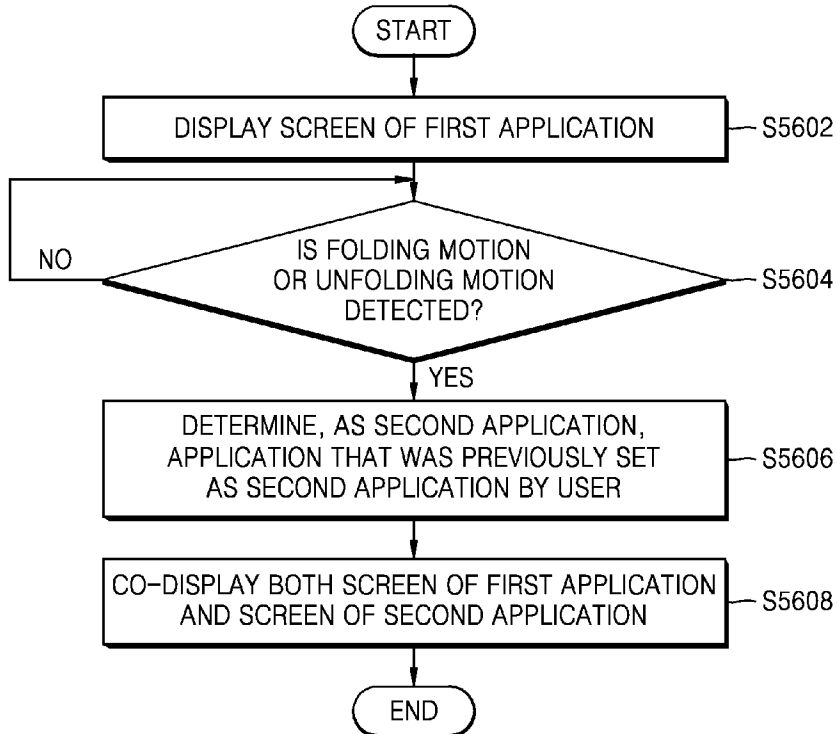 START
DISPLAY SCREEN OF FIRST APPLICATION
S5602
IS FOLDING MOTION
OR UNFOLDING MOTION
DETECTED?
S5604
NO
YES
DETERMINE, AS SECOND APPLICATION,
APPLICATION THAT WAS PREVIOUSLY SET
AS SECOND APPLICATION BY USER
S5606
CO-DISPLAY BOTH SCREEN OF FIRST APPLICATION
AND SCREEN OF SECOND APPLICATION
S5608
END